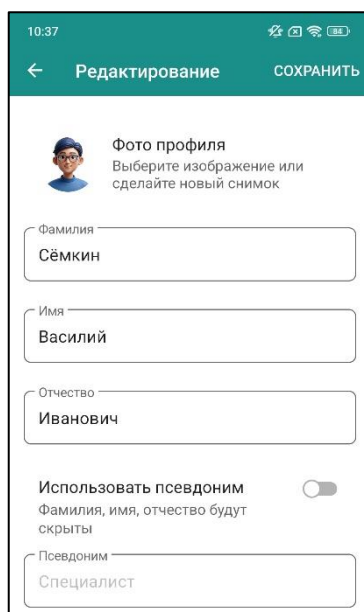 10:37
84
Редактирование
СОХРАНИТЬ
Фото профиля
Выберите изображение или
сделайте новый снимок
Фамилия
Сёмкин
Имя
Василий
Отчество
Иванович
Использовать псевдоним
Фамилия, имя, отчество будут
скрыты
Псевдоним
Специалист